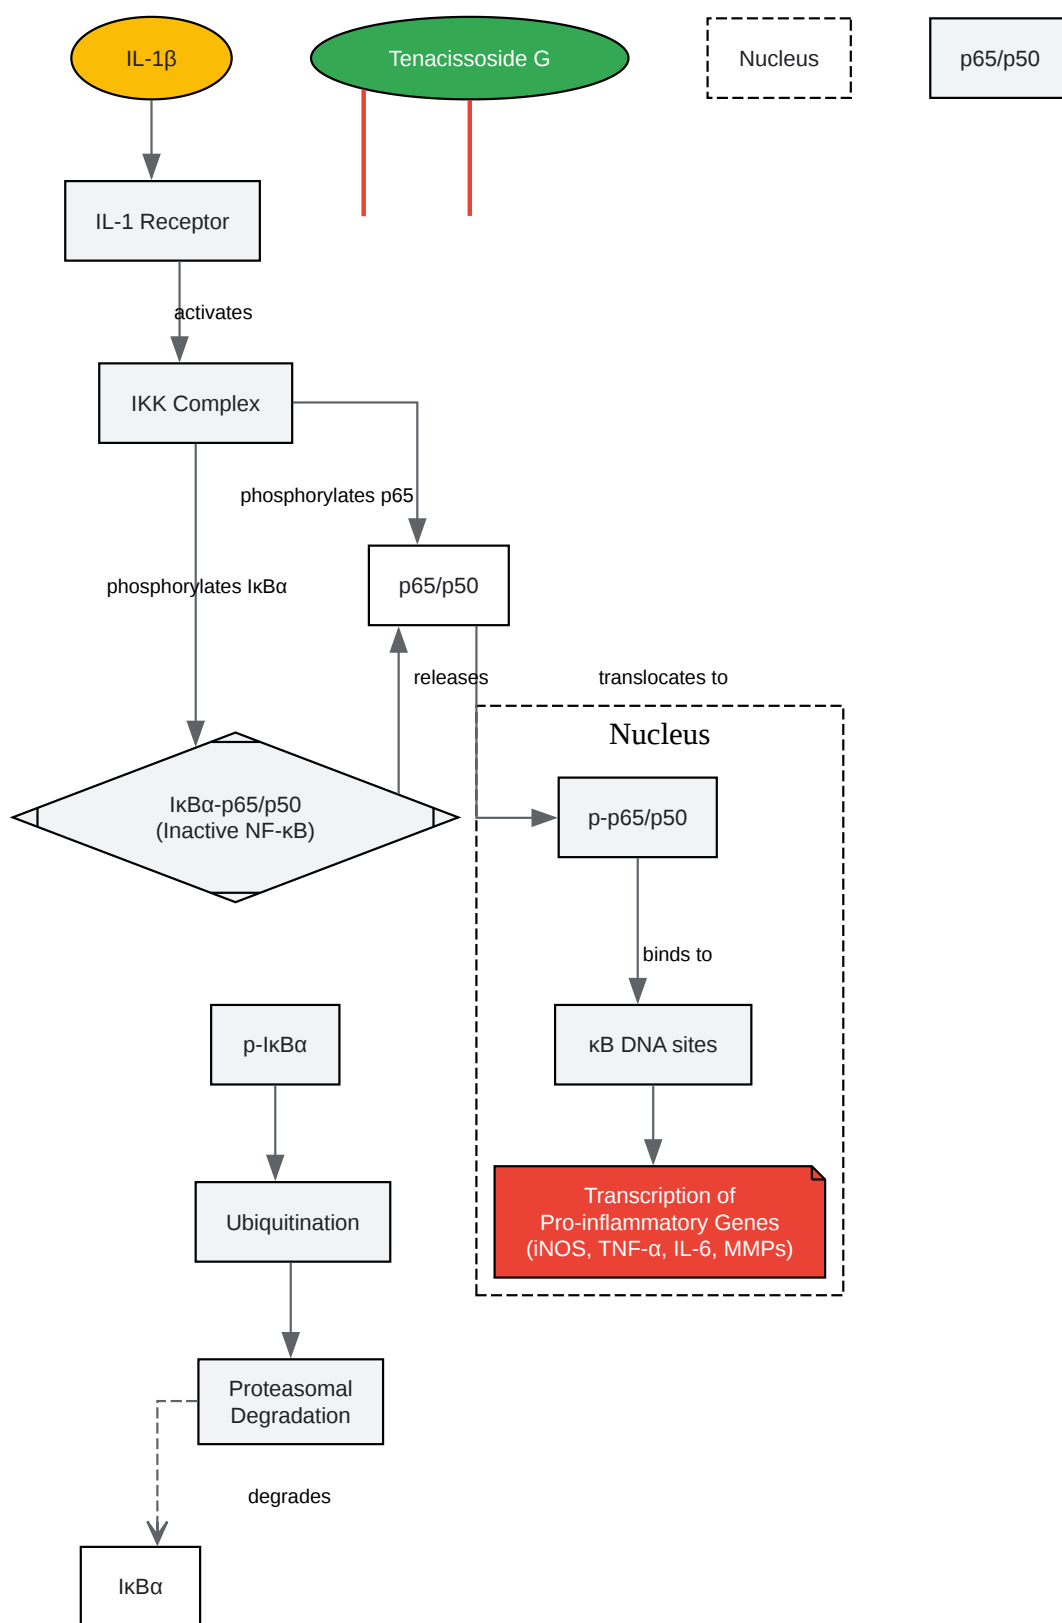 IL-1β
Tenacissoside G
Nucleus
p65/p50
IL-1 Receptor
activates
IKK Complex
phosphorylates p65
phosphorylates IκBα
p65/p50
releases
translocates to
Nucleus
IκBα-p65/p50
(Inactive NF-κB)
p-p65/p50
binds to
p-IκBα
κB DNA sites
Ubiquitination
Transcription of
Pro-inflammatory Genes
(iNOS, TNF-α, IL-6, MMPs)
Proteasomal
Degradation
degrades
IκBα